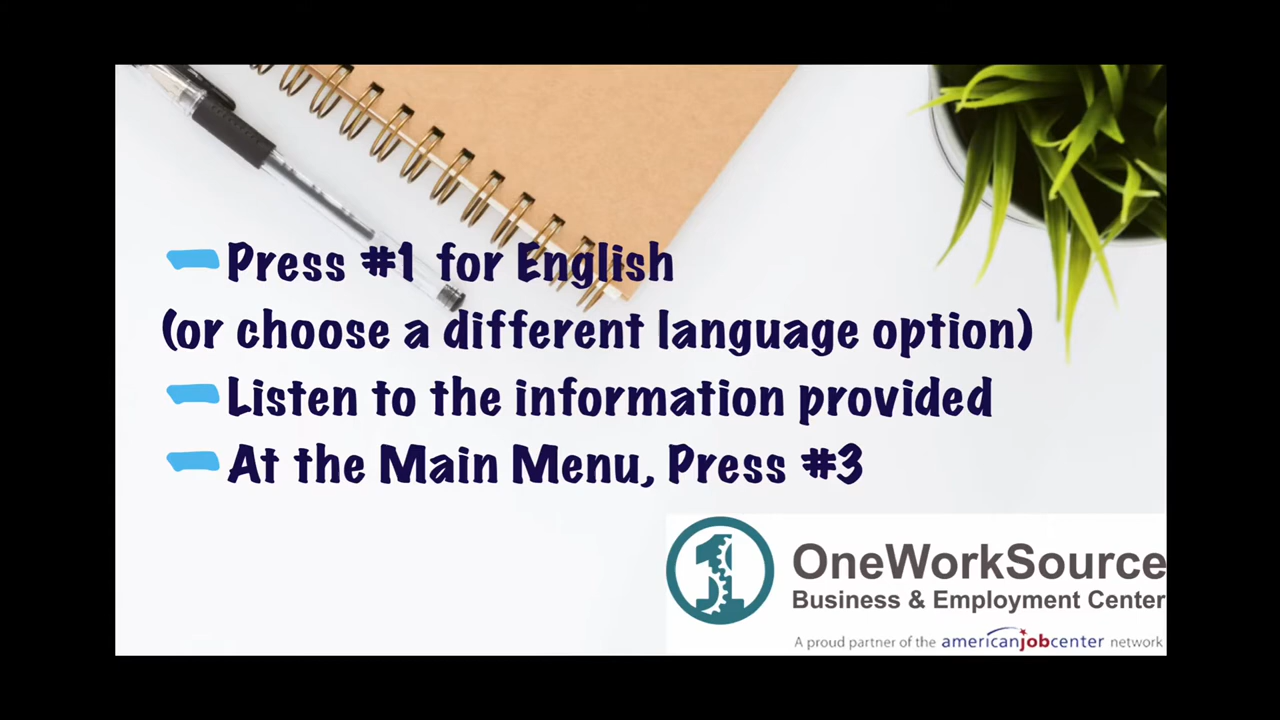 Press #1 for English
(or choose a different language option)
Listen to the information provided
At the Main Menu, Press #3
1
OneWorkSource
Business & Employment Center
A proud partner of the americanjobcenter network